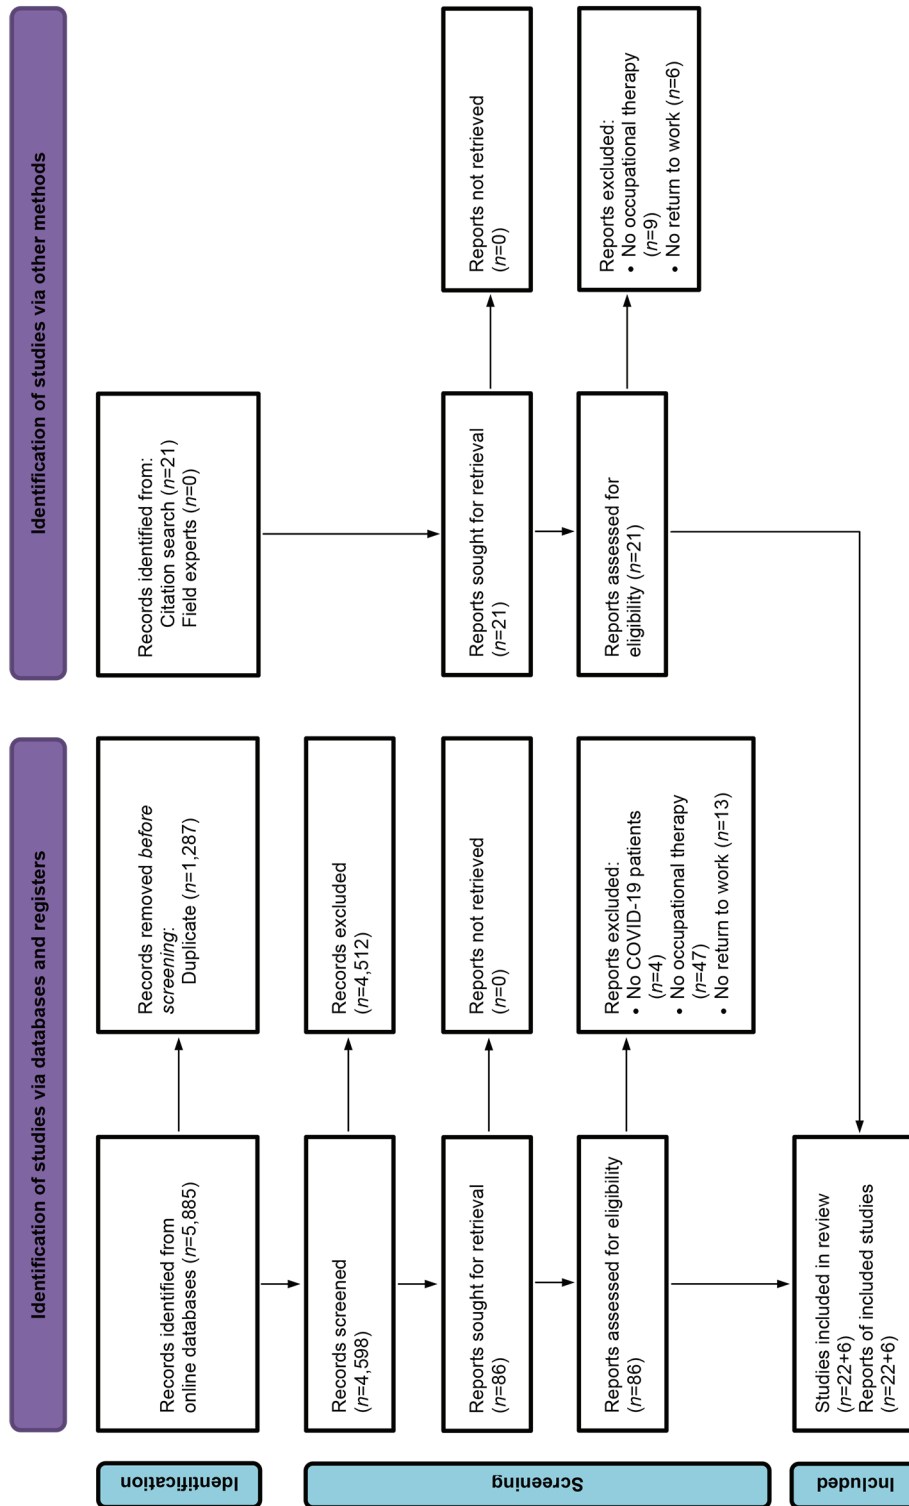 Identification of studies via databases and registers
Identification of studies via other methods
Identification
Records identified from
online databases (n=5,885)
Records removed before
screening:
Duplicate (n=1,287)
Records identified from:
Citation search (n=21)
Field experts (n=0)
Screening
Records screened
(n=4,598)
Records excluded
(n=4,512)
Reports sought for retrieval
(n=86)
Reports not retrieved
(n=0)
Reports sought for retrieval
(n=21)
Reports not retrieved
(n=0)
Reports assessed for eligibility
(n=86)
Reports excluded:
• No COVID-19 patients
(n=4)
• No occupational therapy
(n=47)
• No return to work (n=13)
Reports assessed for
eligibility (n=21)
Reports excluded:
• No occupational therapy
(n=9)
• No return to work (n=6)
Included
Studies included in review
(n=22+6)
Reports of included studies
(n=22+6)